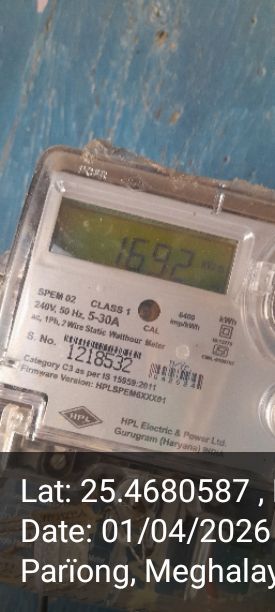 1692
SPEM 02 CLASS 1
240V, 50 Hz. 5-30A CAL 6400 imp/kWh kWh
AC, 1Ph, 2 Wire Static Watthour Meter
S. No. 1218532
Category C3 as per IS 15959:2011
Firmware Version: HPLSPEM6XXX01
HPL
HPL Electric & Power Ltd.
Gurugram (Haryana)
Lat: 25.4680587 ,
Date: 01/04/2026
Parïong, Meghalay